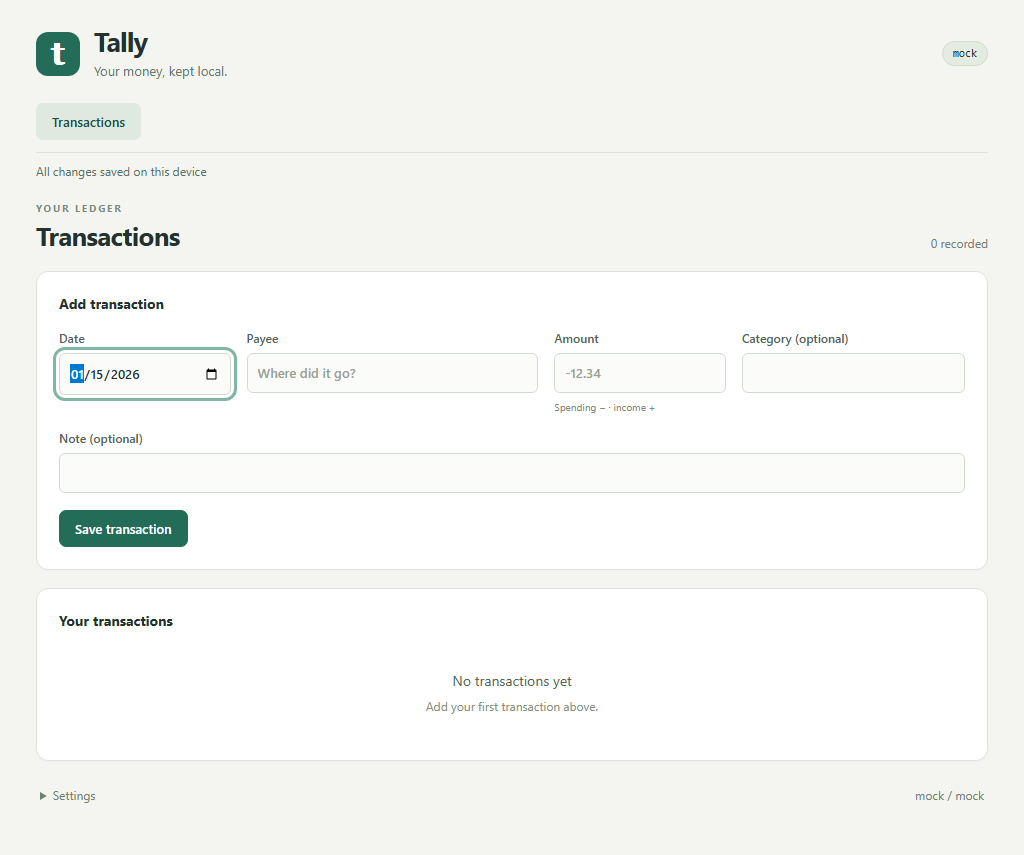 t
Tally
Your money, kept local.
mock
Transactions
All changes saved on this device
YOUR LEDGER
Transactions
0 recorded
Add transaction
Date
Payee
Amount
Category (optional)
01/15/2026
Where did it go?
-12.34
Spending − · income +
Note (optional)
Save transaction
Your transactions
No transactions yet
Add your first transaction above.
Settings
mock / mock